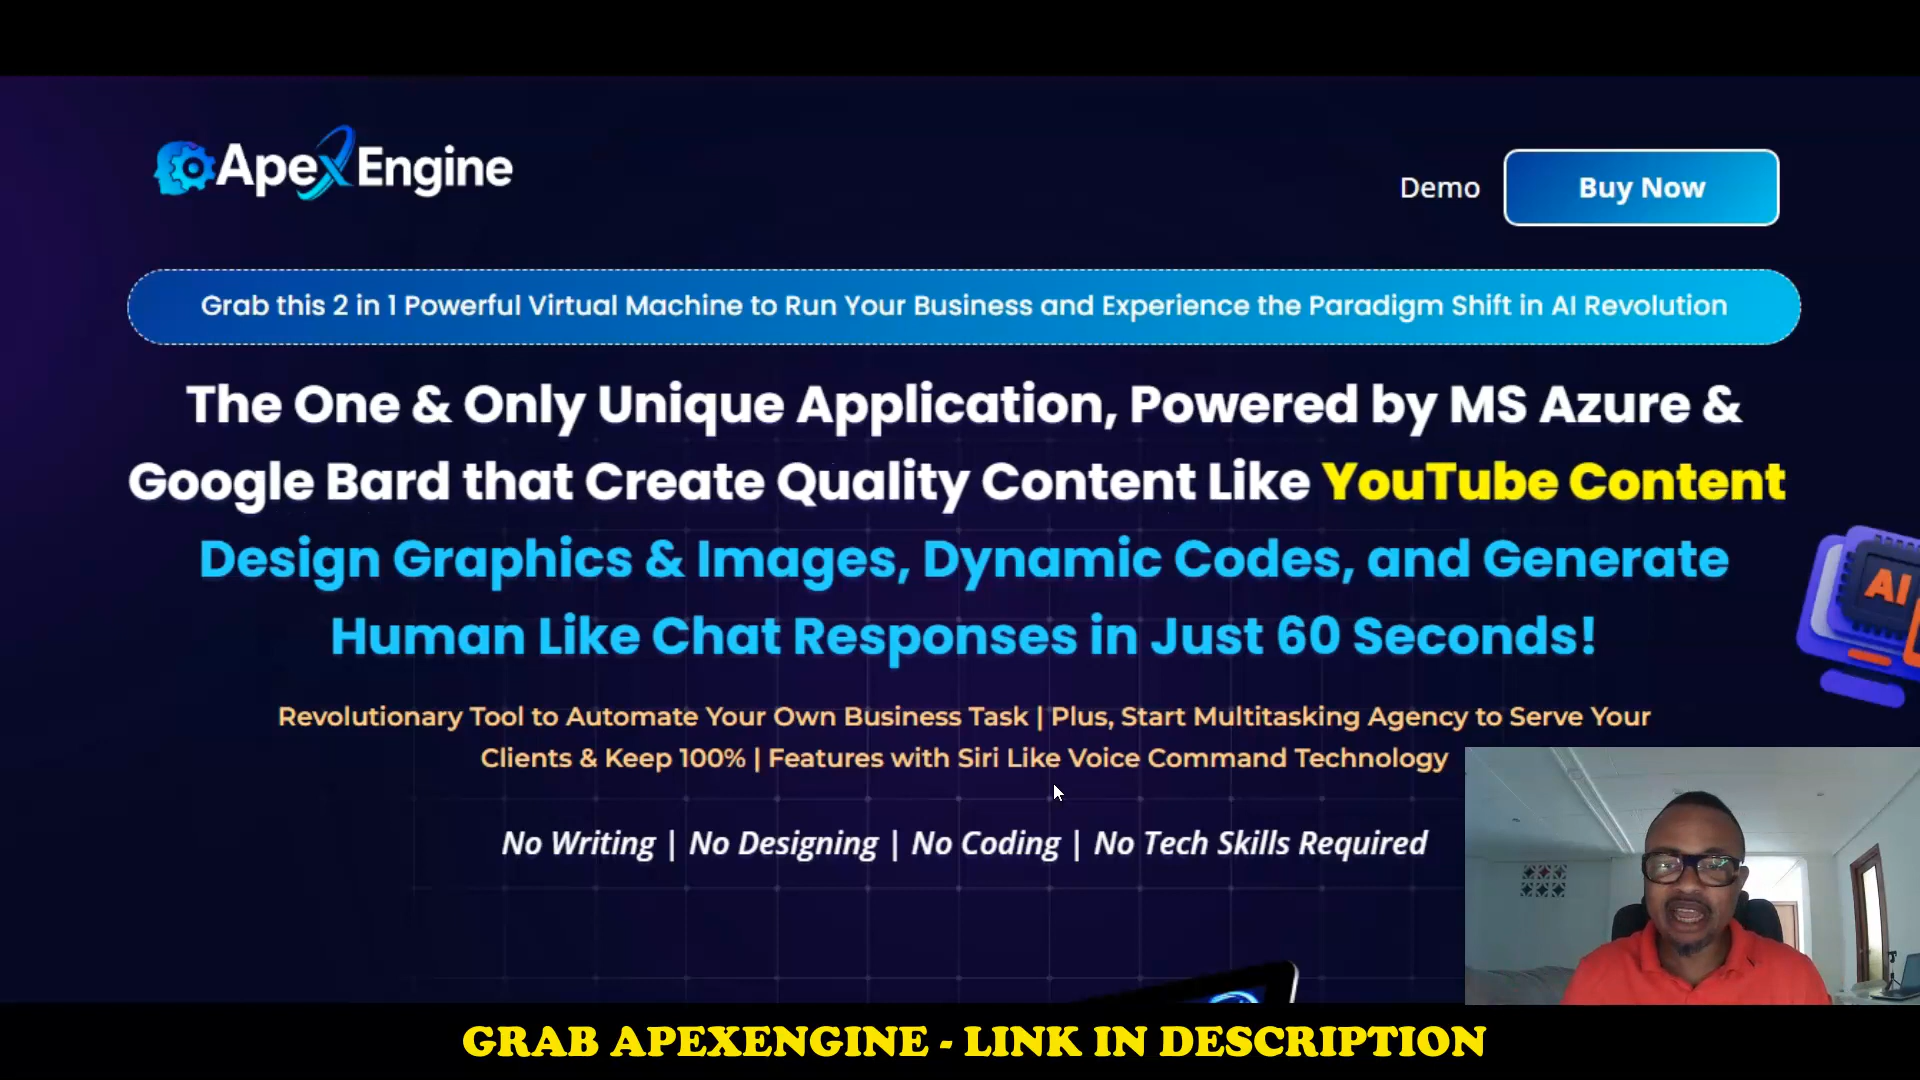 ApexEngine
Demo
Buy Now
Grab this 2 in 1 Powerful Virtual Machine to Run Your Business and Experience the Paradigm Shift in AI Revolution
The One & Only Unique Application, Powered by MS Azure &
Google Bard that Create Quality Content Like YouTube Content
Design Graphics & Images, Dynamic Codes, and Generate
Human Like Chat Responses in Just 60 Seconds!
AI
Revolutionary Tool to Automate Your Own Business Task | Plus, Start Multitasking Agency to Serve Your
Clients & Keep 100% | Features with Siri Like Voice Command Technology
No Writing | No Designing | No Coding | No Tech Skills Required
GRAB APEXENGINE - LINK IN DESCRIPTION